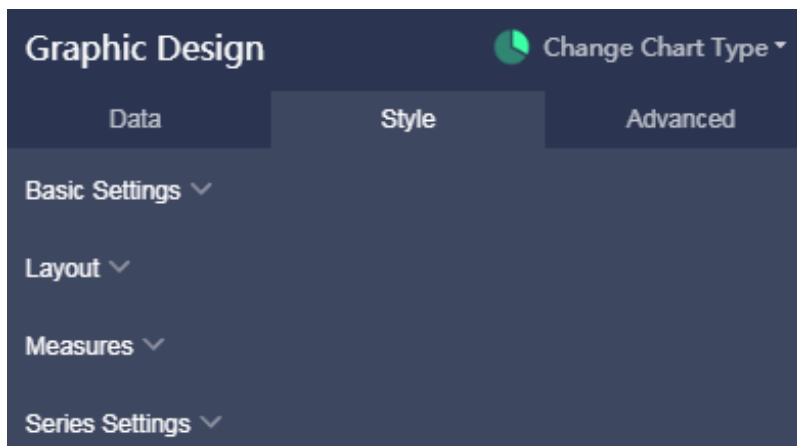 Graphic Design Change Chart Type
Data Style Advanced
Basic Settings
Layout
Measures
Series Settings